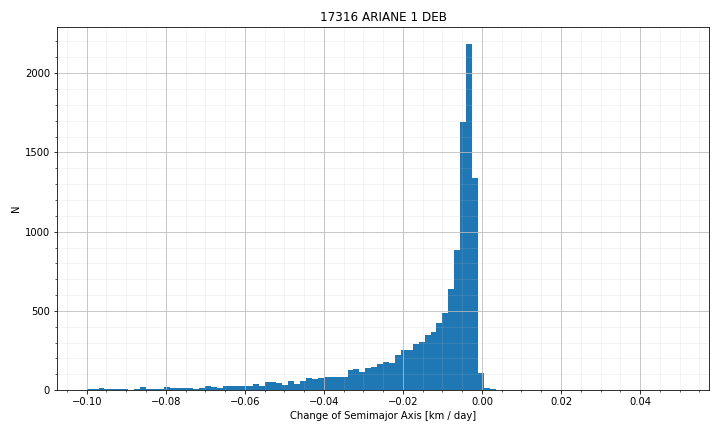 17316 ARIANE 1 DEB
2000
1500
1000
500
0
N
−0.10 −0.08 −0.06 −0.04 −0.02 0.00 0.02 0.04
Change of Semimajor Axis [km / day]